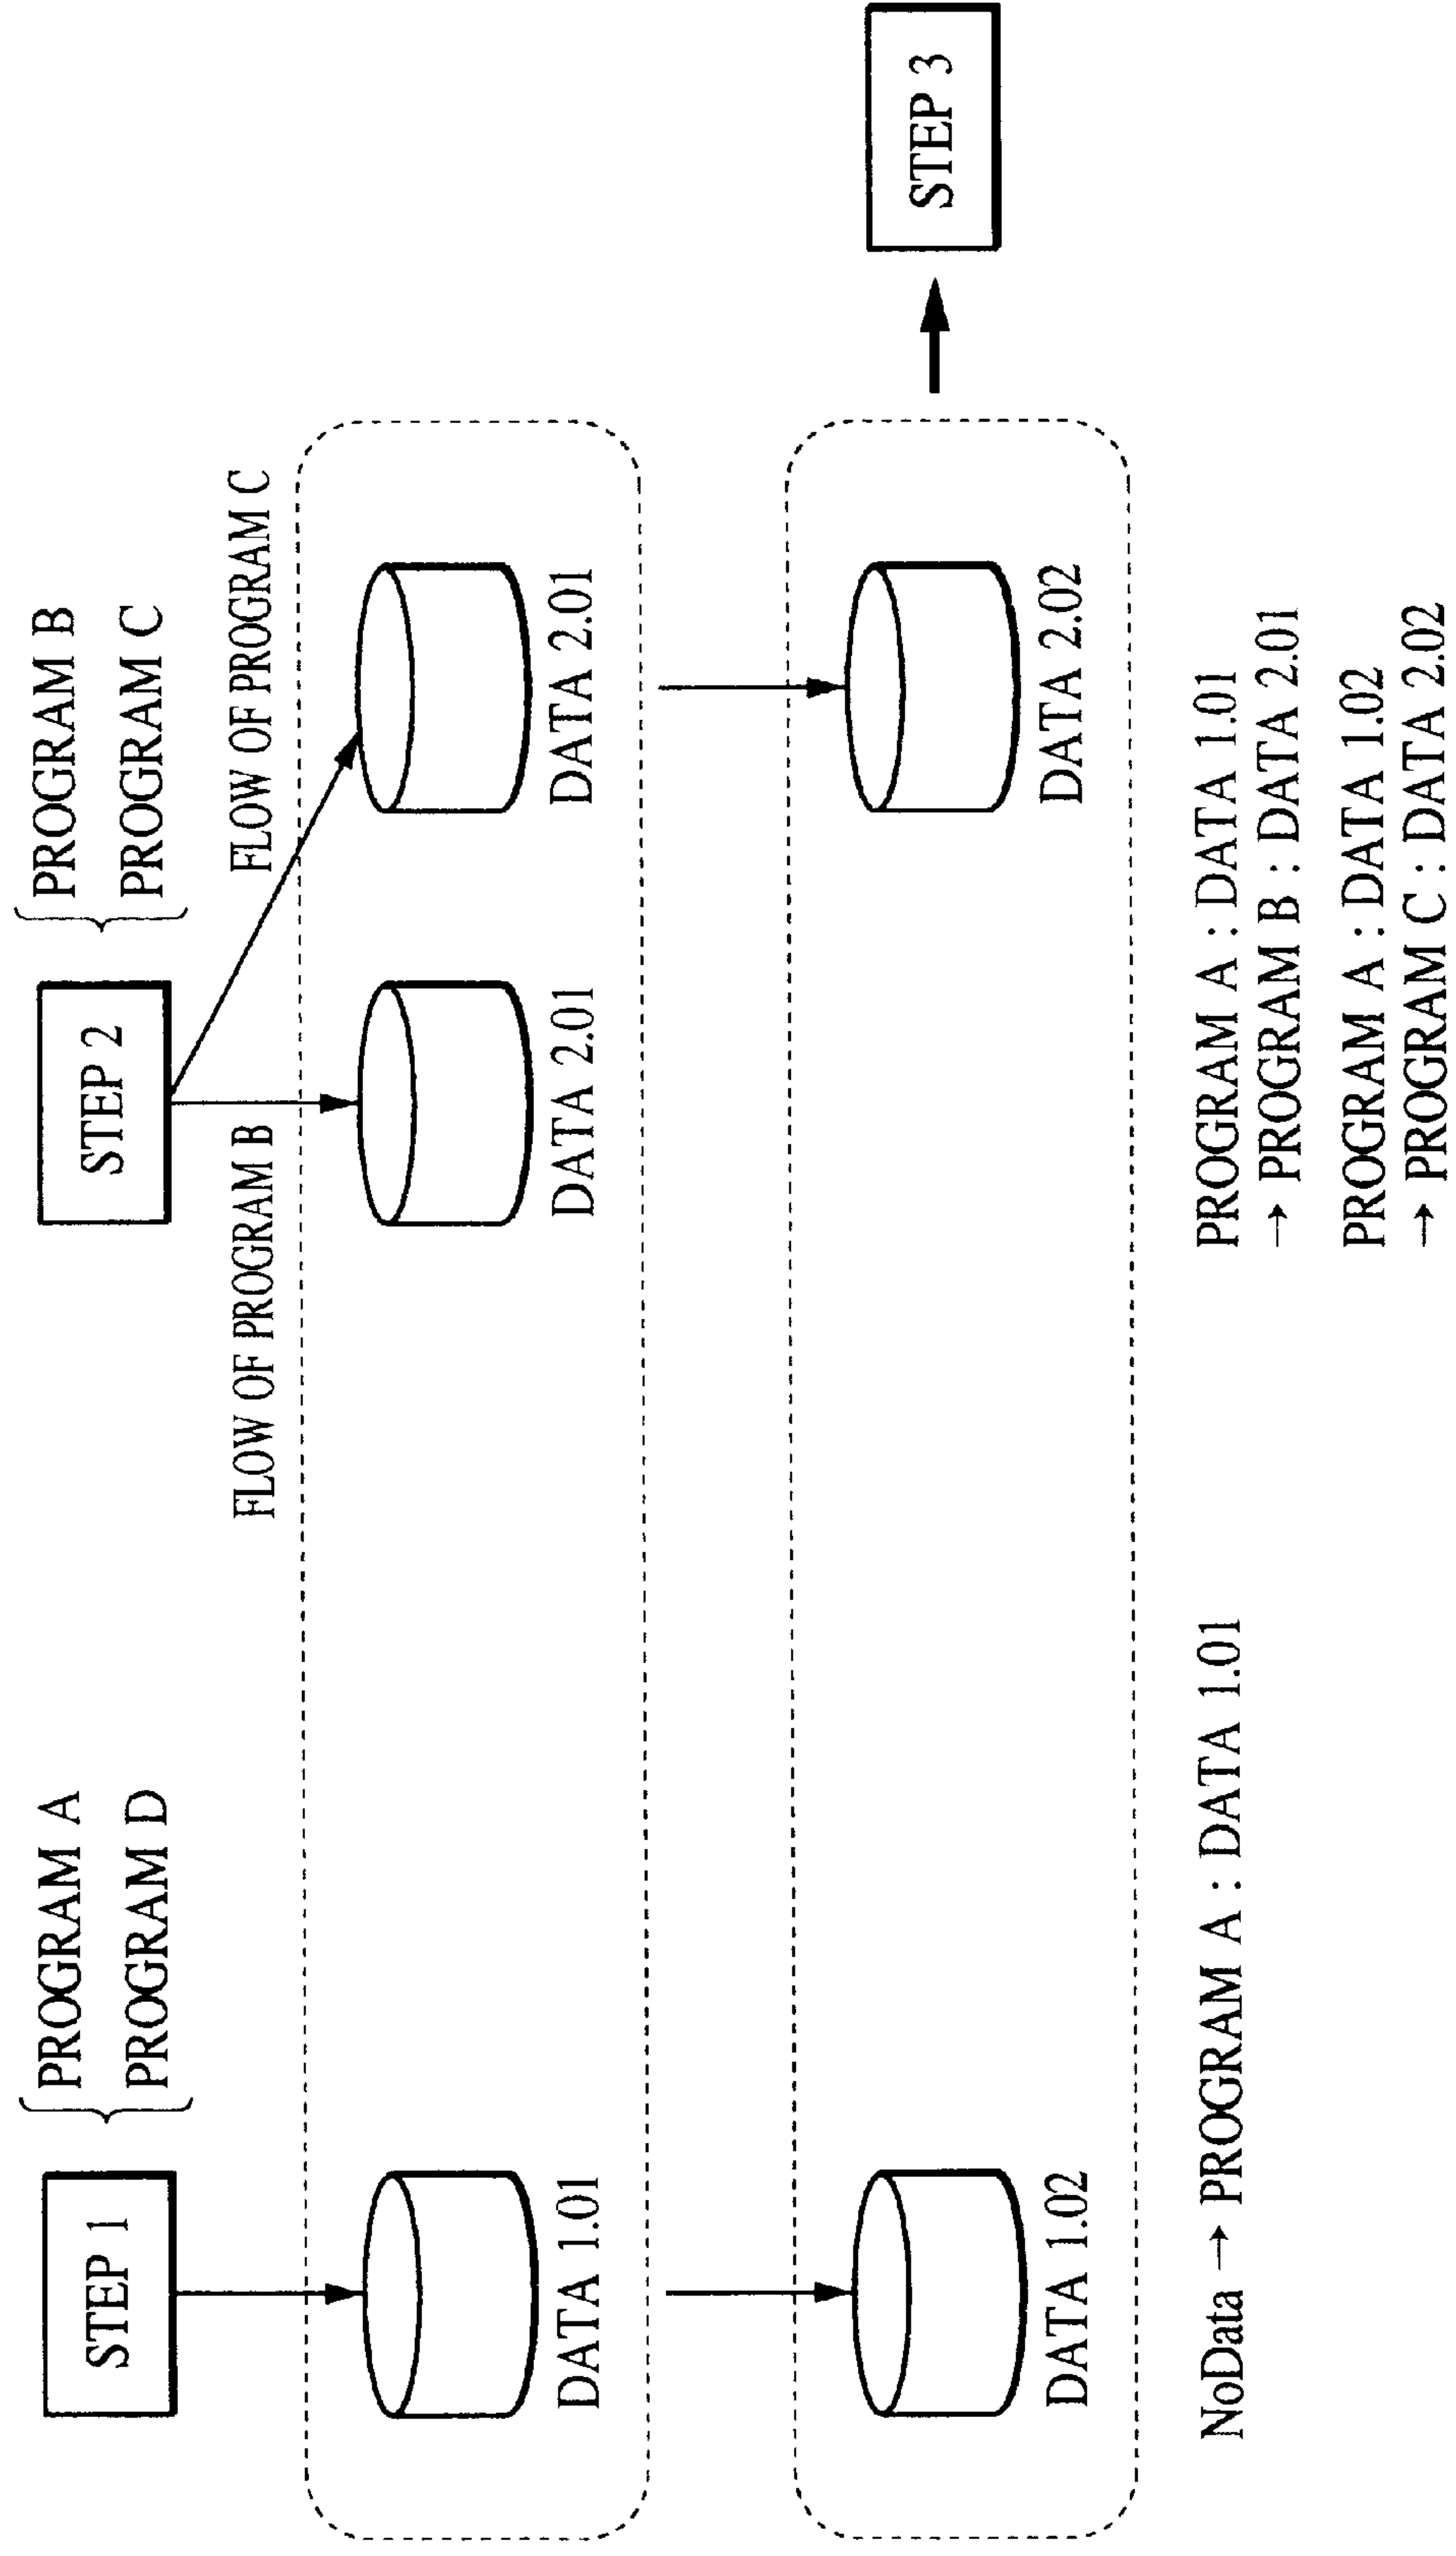 STEP 1
PROGRAM A
PROGRAM D
STEP 2
PROGRAM B
PROGRAM C
FLOW OF PROGRAM B
FLOW OF PROGRAM C
DATA 1.01
DATA 2.01
DATA 2.01
STEP 3
DATA 1.02
DATA 2.02
NoData → PROGRAM A : DATA 1.01
PROGRAM A : DATA 1.01
→ PROGRAM B : DATA 2.01
PROGRAM A : DATA 1.02
→ PROGRAM C : DATA 2.02